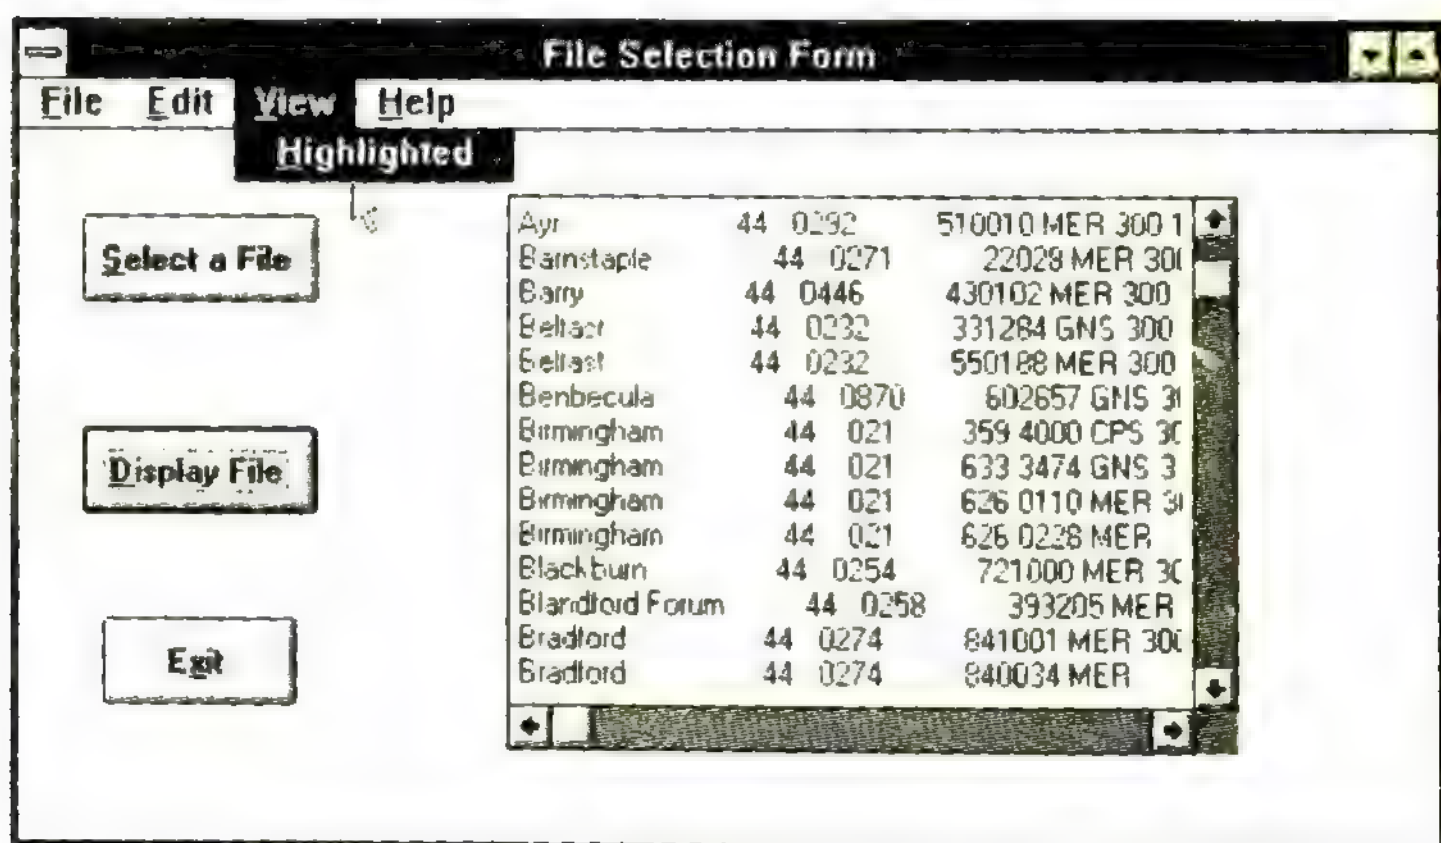 File Selection Form
File Edit View Help
Highlighted
Select a File
Display File
Exit
Ayr 44 0292 510010 MER 300 1
Barnstaple 44 0271 22028 MER 300
Barry 44 0446 430102 MER 300
Belfast 44 0232 331284 GNS 300
Belfast 44 0232 550188 MER 300
Benbecula 44 0870 602657 GNS 3
Birmingham 44 021 359 4000 CPS 30
Birmingham 44 021 633 3474 GNS 3
Birmingham 44 021 626 0110 MER 30
Birmingham 44 021 626 0228 MER
Blackburn 44 0254 721000 MER 30
Blandford Forum 44 0258 393205 MER
Bradford 44 0274 841001 MER 300
Bradford 44 0274 840034 MER